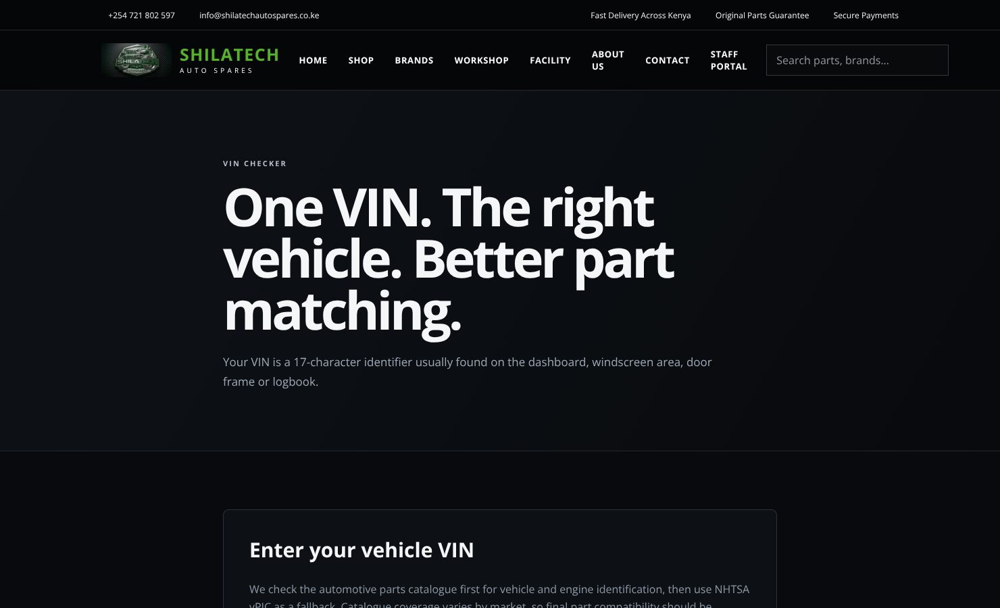 +254 721 802 597 info@shilatechautospares.co.ke Fast Delivery Across Kenya Original Parts Guarantee Secure Payments
SHILATECH
AUTO SPARES
HOME SHOP BRANDS WORKSHOP FACILITY ABOUT US CONTACT STAFF PORTAL
Search parts, brands...
VIN CHECKER
One VIN. The right
vehicle. Better part
matching.
Your VIN is a 17-character identifier usually found on the dashboard, windscreen area, door
frame or logbook.
Enter your vehicle VIN
We check the automotive parts catalogue first for vehicle and engine identification, then use NHTSA
vPIC as a fallback. Catalogue coverage varies by market, so final part compatibility should be